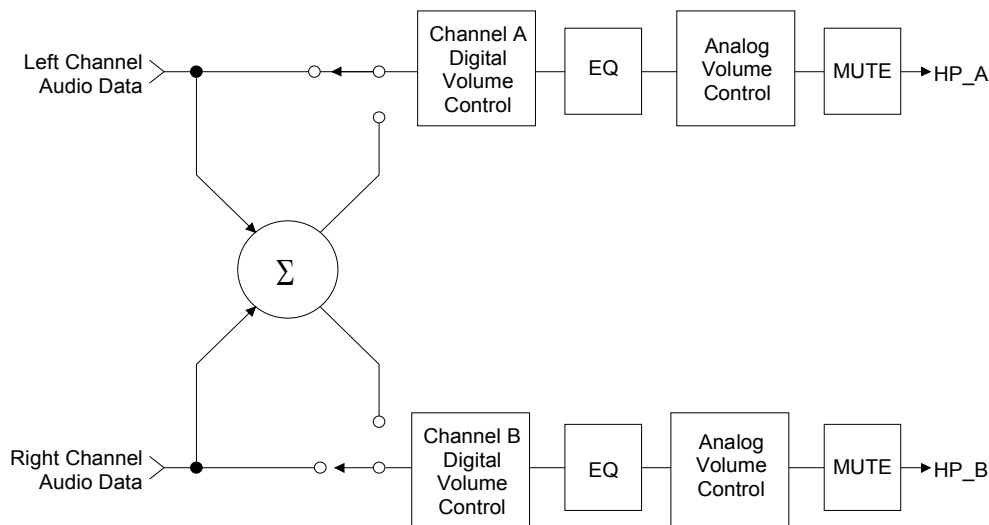 Left Channel
Audio Data
Channel A
Digital
Volume
Control
EQ
Analog
Volume
Control
MUTE
HP_A
Σ
Right Channel
Audio Data
Channel B
Digital
Volume
Control
EQ
Analog
Volume
Control
MUTE
HP_B